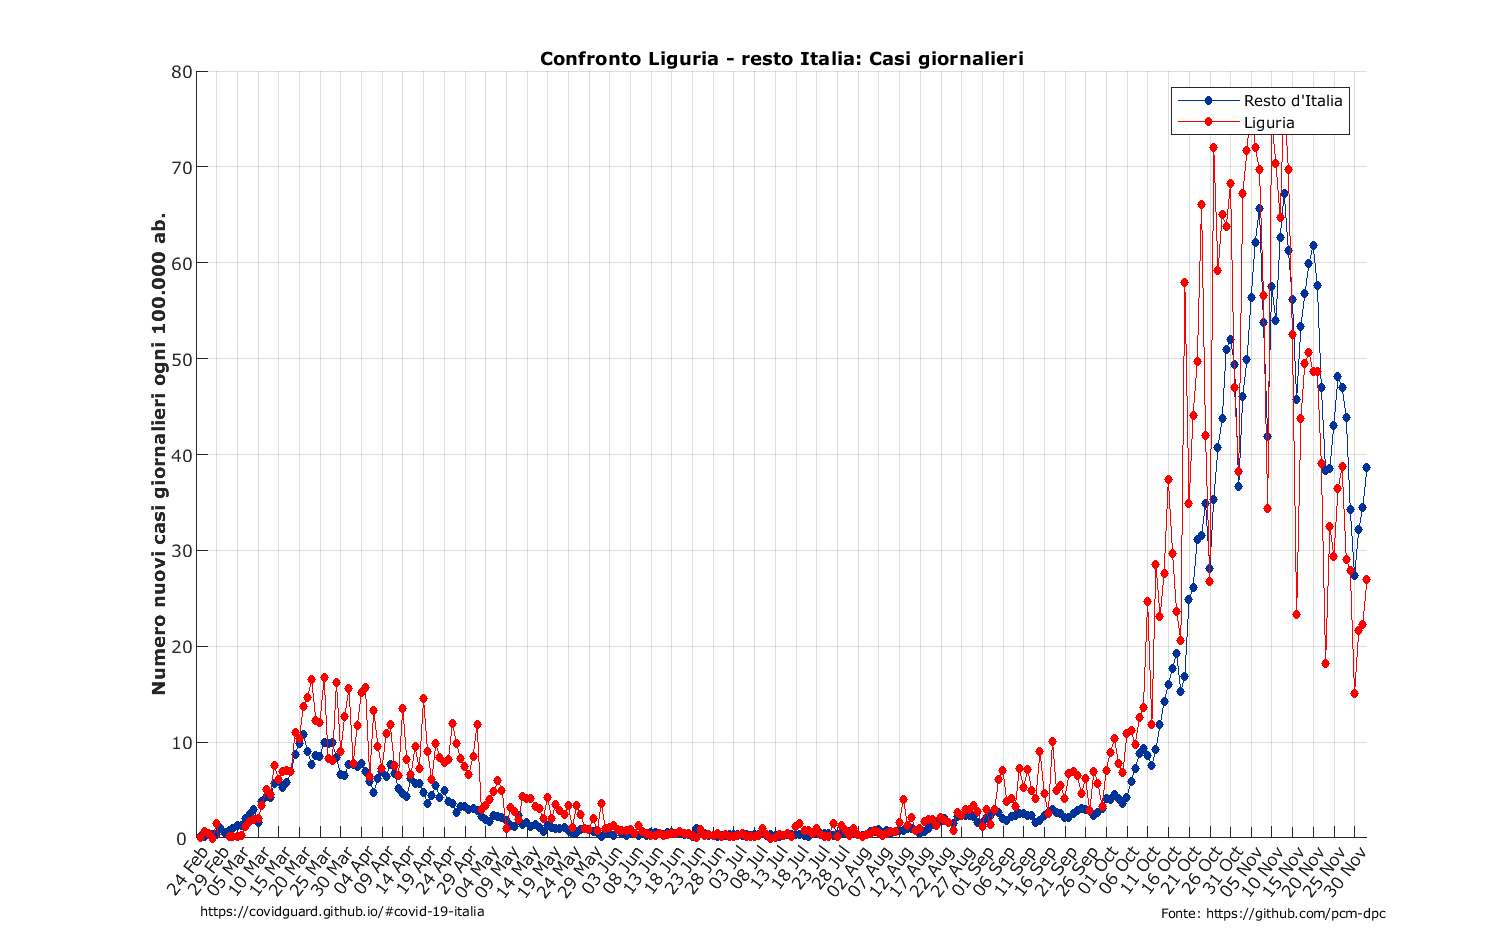 Confronto Liguria - resto Italia: Casi giornalieri
Numero nuovi casi giornalieri ogni 100.000 ab.
80
70
60
50
40
30
20
10
0
Resto d'Italia
Liguria
24 Feb
29 Feb
05 Mar
10 Mar
15 Mar
20 Mar
25 Mar
30 Mar
04 Apr
09 Apr
14 Apr
19 Apr
24 Apr
29 Apr
04 May
09 May
14 May
19 May
24 May
29 May
03 Jun
08 Jun
13 Jun
18 Jun
23 Jun
28 Jun
03 Jul
08 Jul
13 Jul
18 Jul
23 Jul
28 Jul
02 Aug
07 Aug
12 Aug
17 Aug
22 Aug
27 Aug
01 Sep
06 Sep
11 Sep
16 Sep
21 Sep
26 Sep
01 Oct
06 Oct
11 Oct
16 Oct
21 Oct
26 Oct
31 Oct
05 Nov
10 Nov
15 Nov
20 Nov
25 Nov
30 Nov
https://covidguard.github.io/#covid-19-italia
Fonte: https://github.com/pcm-dpc